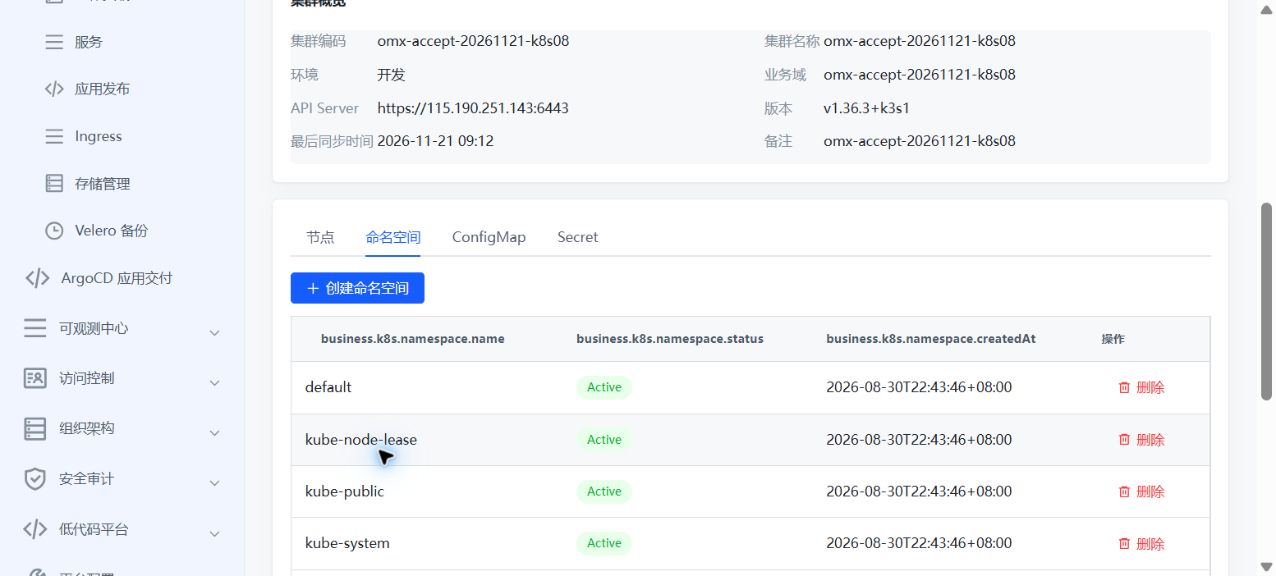 服务
应用发布
Ingress
存储管理
Velero 备份
ArgoCD 应用交付
可观测中心
访问控制
组织架构
安全审计
低代码平台
平台配置
集群概览
集群编码 omx-accept-20261121-k8s08 集群名称 omx-accept-20261121-k8s08
环境 开发 业务域 omx-accept-20261121-k8s08
API Server https://115.190.251.143:6443 版本 v1.36.3+k3s1
最后同步时间 2026-11-21 09:12 备注 omx-accept-20261121-k8s08
节点 命名空间 ConfigMap Secret
+ 创建命名空间
business.k8s.namespace.name business.k8s.namespace.status business.k8s.namespace.createdAt 操作
default Active 2026-08-30T22:43:46+08:00 删除
kube-node-lease Active 2026-08-30T22:43:46+08:00 删除
kube-public Active 2026-08-30T22:43:46+08:00 删除
kube-system Active 2026-08-30T22:43:46+08:00 删除